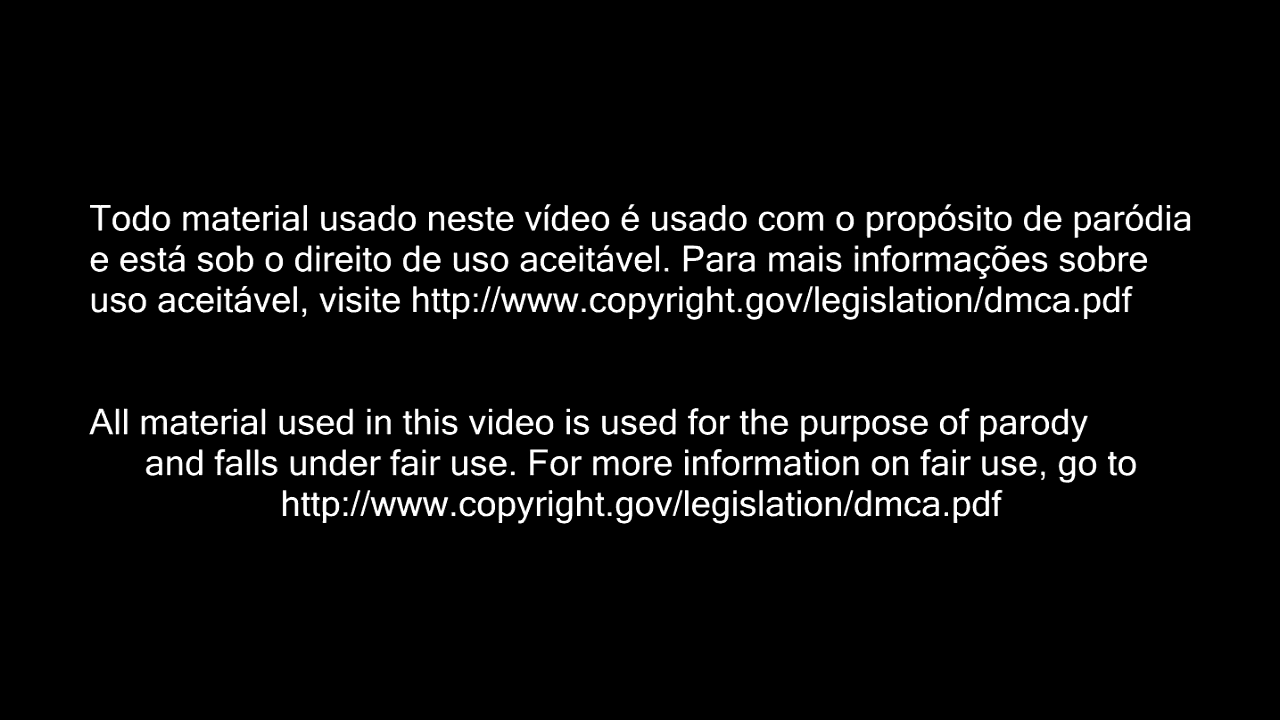 Todo material usado neste vídeo é usado com o propósito de paródia
e está sob o direito de uso aceitável. Para mais informações sobre
uso aceitável, visite http://www.copyright.gov/legislation/dmca.pdf
All material used in this video is used for the purpose of parody
and falls under fair use. For more information on fair use, go to
http://www.copyright.gov/legislation/dmca.pdf